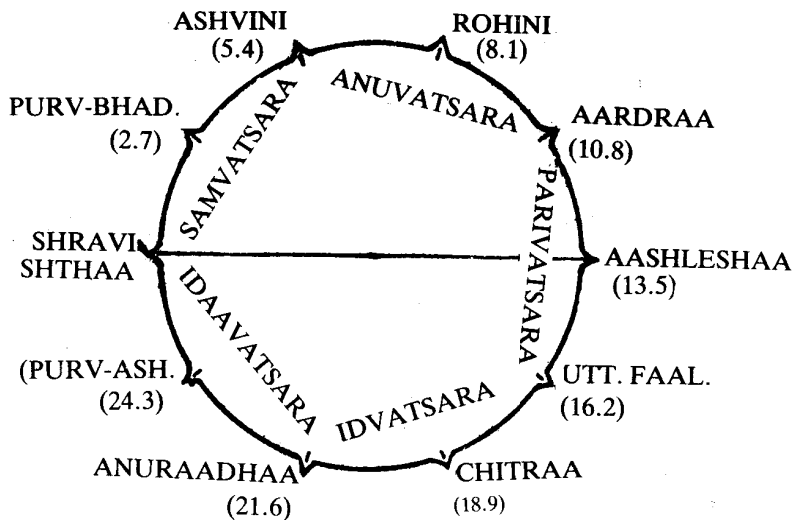 ASHVINI
(5.4)
ROHINI
(8.1)
ANUVATSARA
PURV-BHAD.
(2.7)
SAMVATSARA
AARDRAA
(10.8)
PARIVATSARA
SHRAVI
SHTHAA
AASHLESHAA
(13.5)
IDAAVATSARA
(PURV-ASH.
(24.3)
IDVATSARA
UTT. FAAL.
(16.2)
ANURAADHAA
(21.6)
CHITRAA
(18.9)